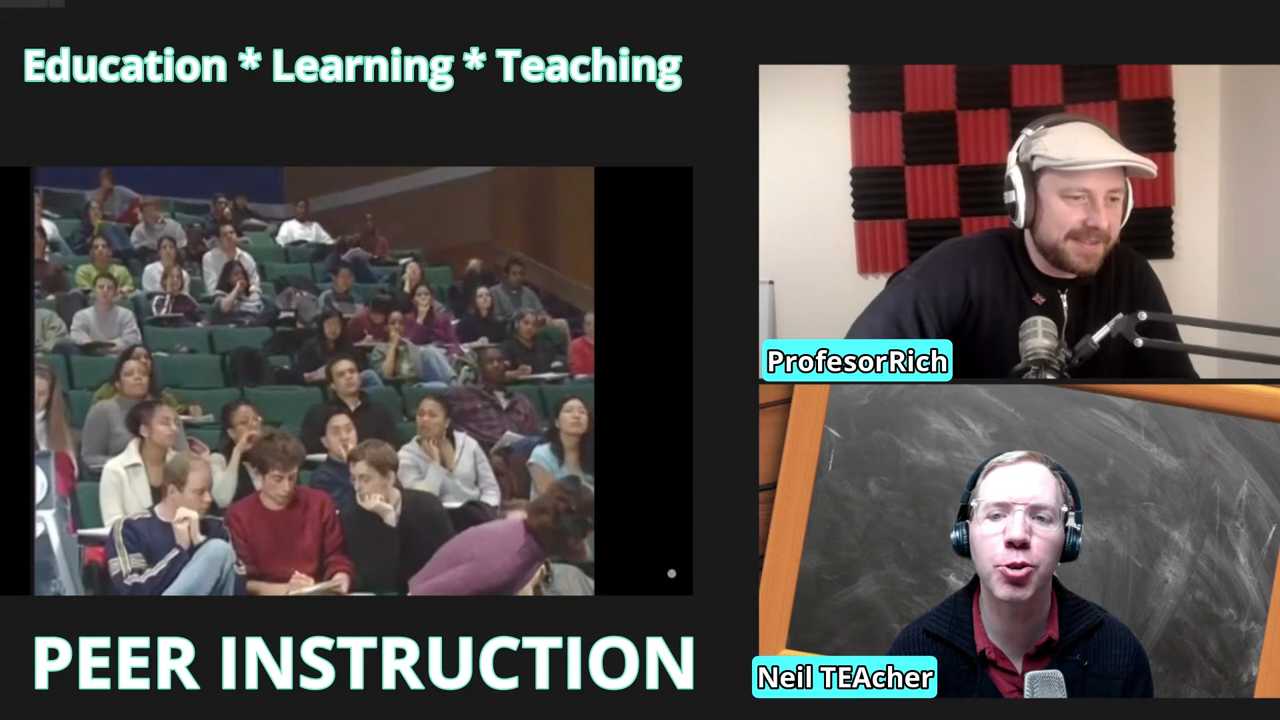 Education * Learning * Teaching
ProfesorRich
PEER INSTRUCTION
Neil TEAcher